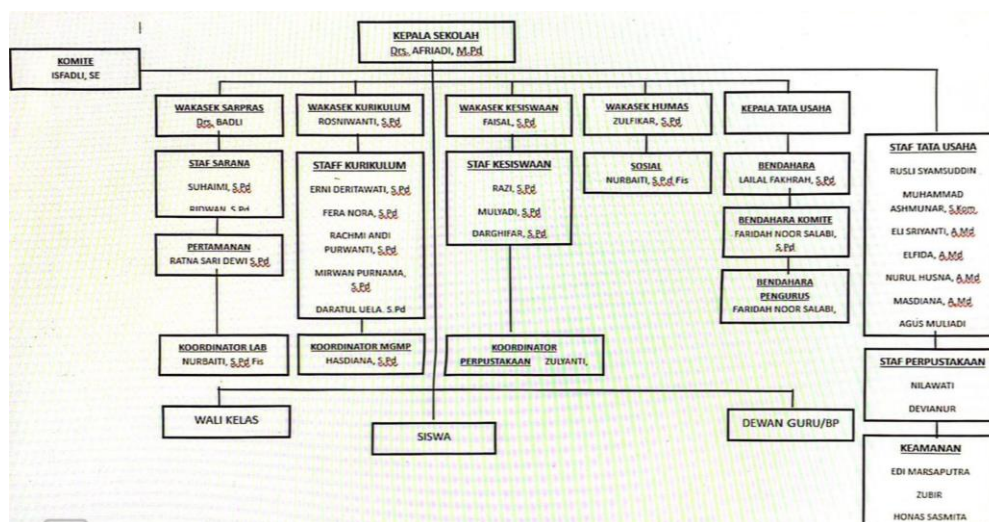 KEPALA SEKOLAH
Drs. AFRIADI, M.Pd
KOMITE
ISFADLI, SE
WAKASEK SARPRAS
Drs. BADLI
WAKASEK KURIKULUM
ROSNIWANTI, S.Pd
WAKASEK KESISWAAN
FAISAL, S.Pd
WAKASEK HUMAS
ZULFIKAR, S.Pd
KEPALA TATA USAHA
STAF SARANA
SUHAIMI, S.Pd
RIDWAN, S.Pd
STAFF KURIKULUM
ERNI DERITAWATI, S.Pd
FERA NORA, S.Pd
RACHMI ANDI
PURWANTI, S.Pd
MIRWAN PURNAMA,
S.Pd
DARATUL UELA. S.Pd
STAF KESISWAAN
RAZI, S.Pd
MULYADI, S.Pd
DARGHIFAR, S.Pd
SOSIAL
NURBAITI, S.Pd Fis
BENDAHARA
LAILAL FAKHRAH, S.Pd
BENDAHARA KOMITE
FARIDAH NOOR SALABI,
S.Pd
BENDAHARA
PENGURUS
FARIDAH NOOR SALABI,
STAF TATA USAHA
RUSLI SYAMSUDDIN
MUHAMMAD
ASHMUNAR, S.Kom
ELI SRIYANTI, A.Md
ELFIDA, A.Md
NURUL HUSNA, A.Md
MASDIANA, A.Md
AGUS MULIADI
PERTAMANAN
RATNA SARI DEWI S.Pd
KOORDINATOR LAB
NURBAITI, S.Pd Fis
KOORDINATOR MGMP
HASDIANA, S.Pd
KOORDINATOR
PERPUSTAKAAN ZULYANTI,
STAF PERPUSTAKAAN
NILAWATI
DEVIANUR
WALI KELAS
SISWA
DEWAN GURU/BP
KEAMANAN
EDI MARSAPUTRA
ZUBIR
HONAS SASMITA